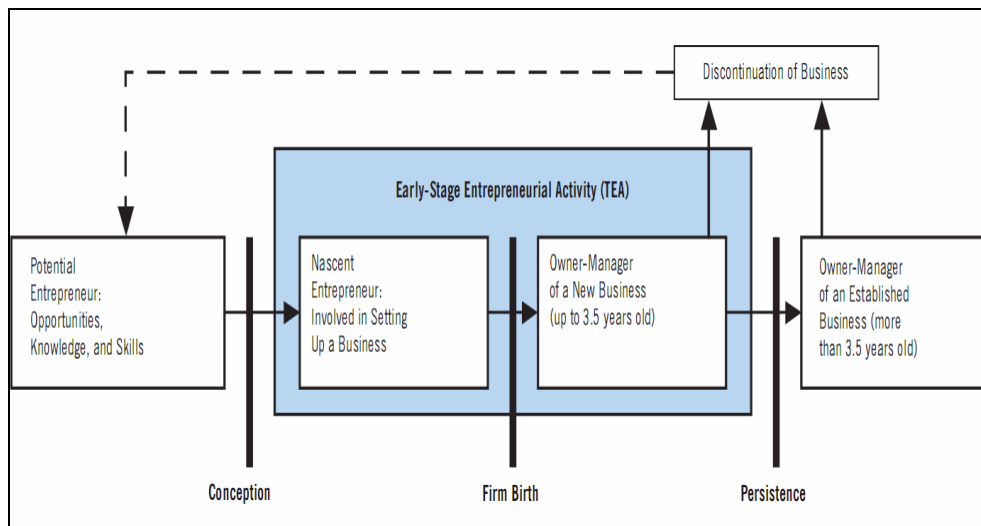 Discontinuation of Business
Early-Stage Entrepreneurial Activity (TEA)
Potential
Entrepreneur:
Opportunities,
Knowledge, and Skills
Nascent
Entrepreneur:
Involved in Setting
Up a Business
Owner-Manager
of a New Business
(up to 3.5 years old)
Owner-Manager
of an Established
Business (more
than 3.5 years old)
Conception
Firm Birth
Persistence